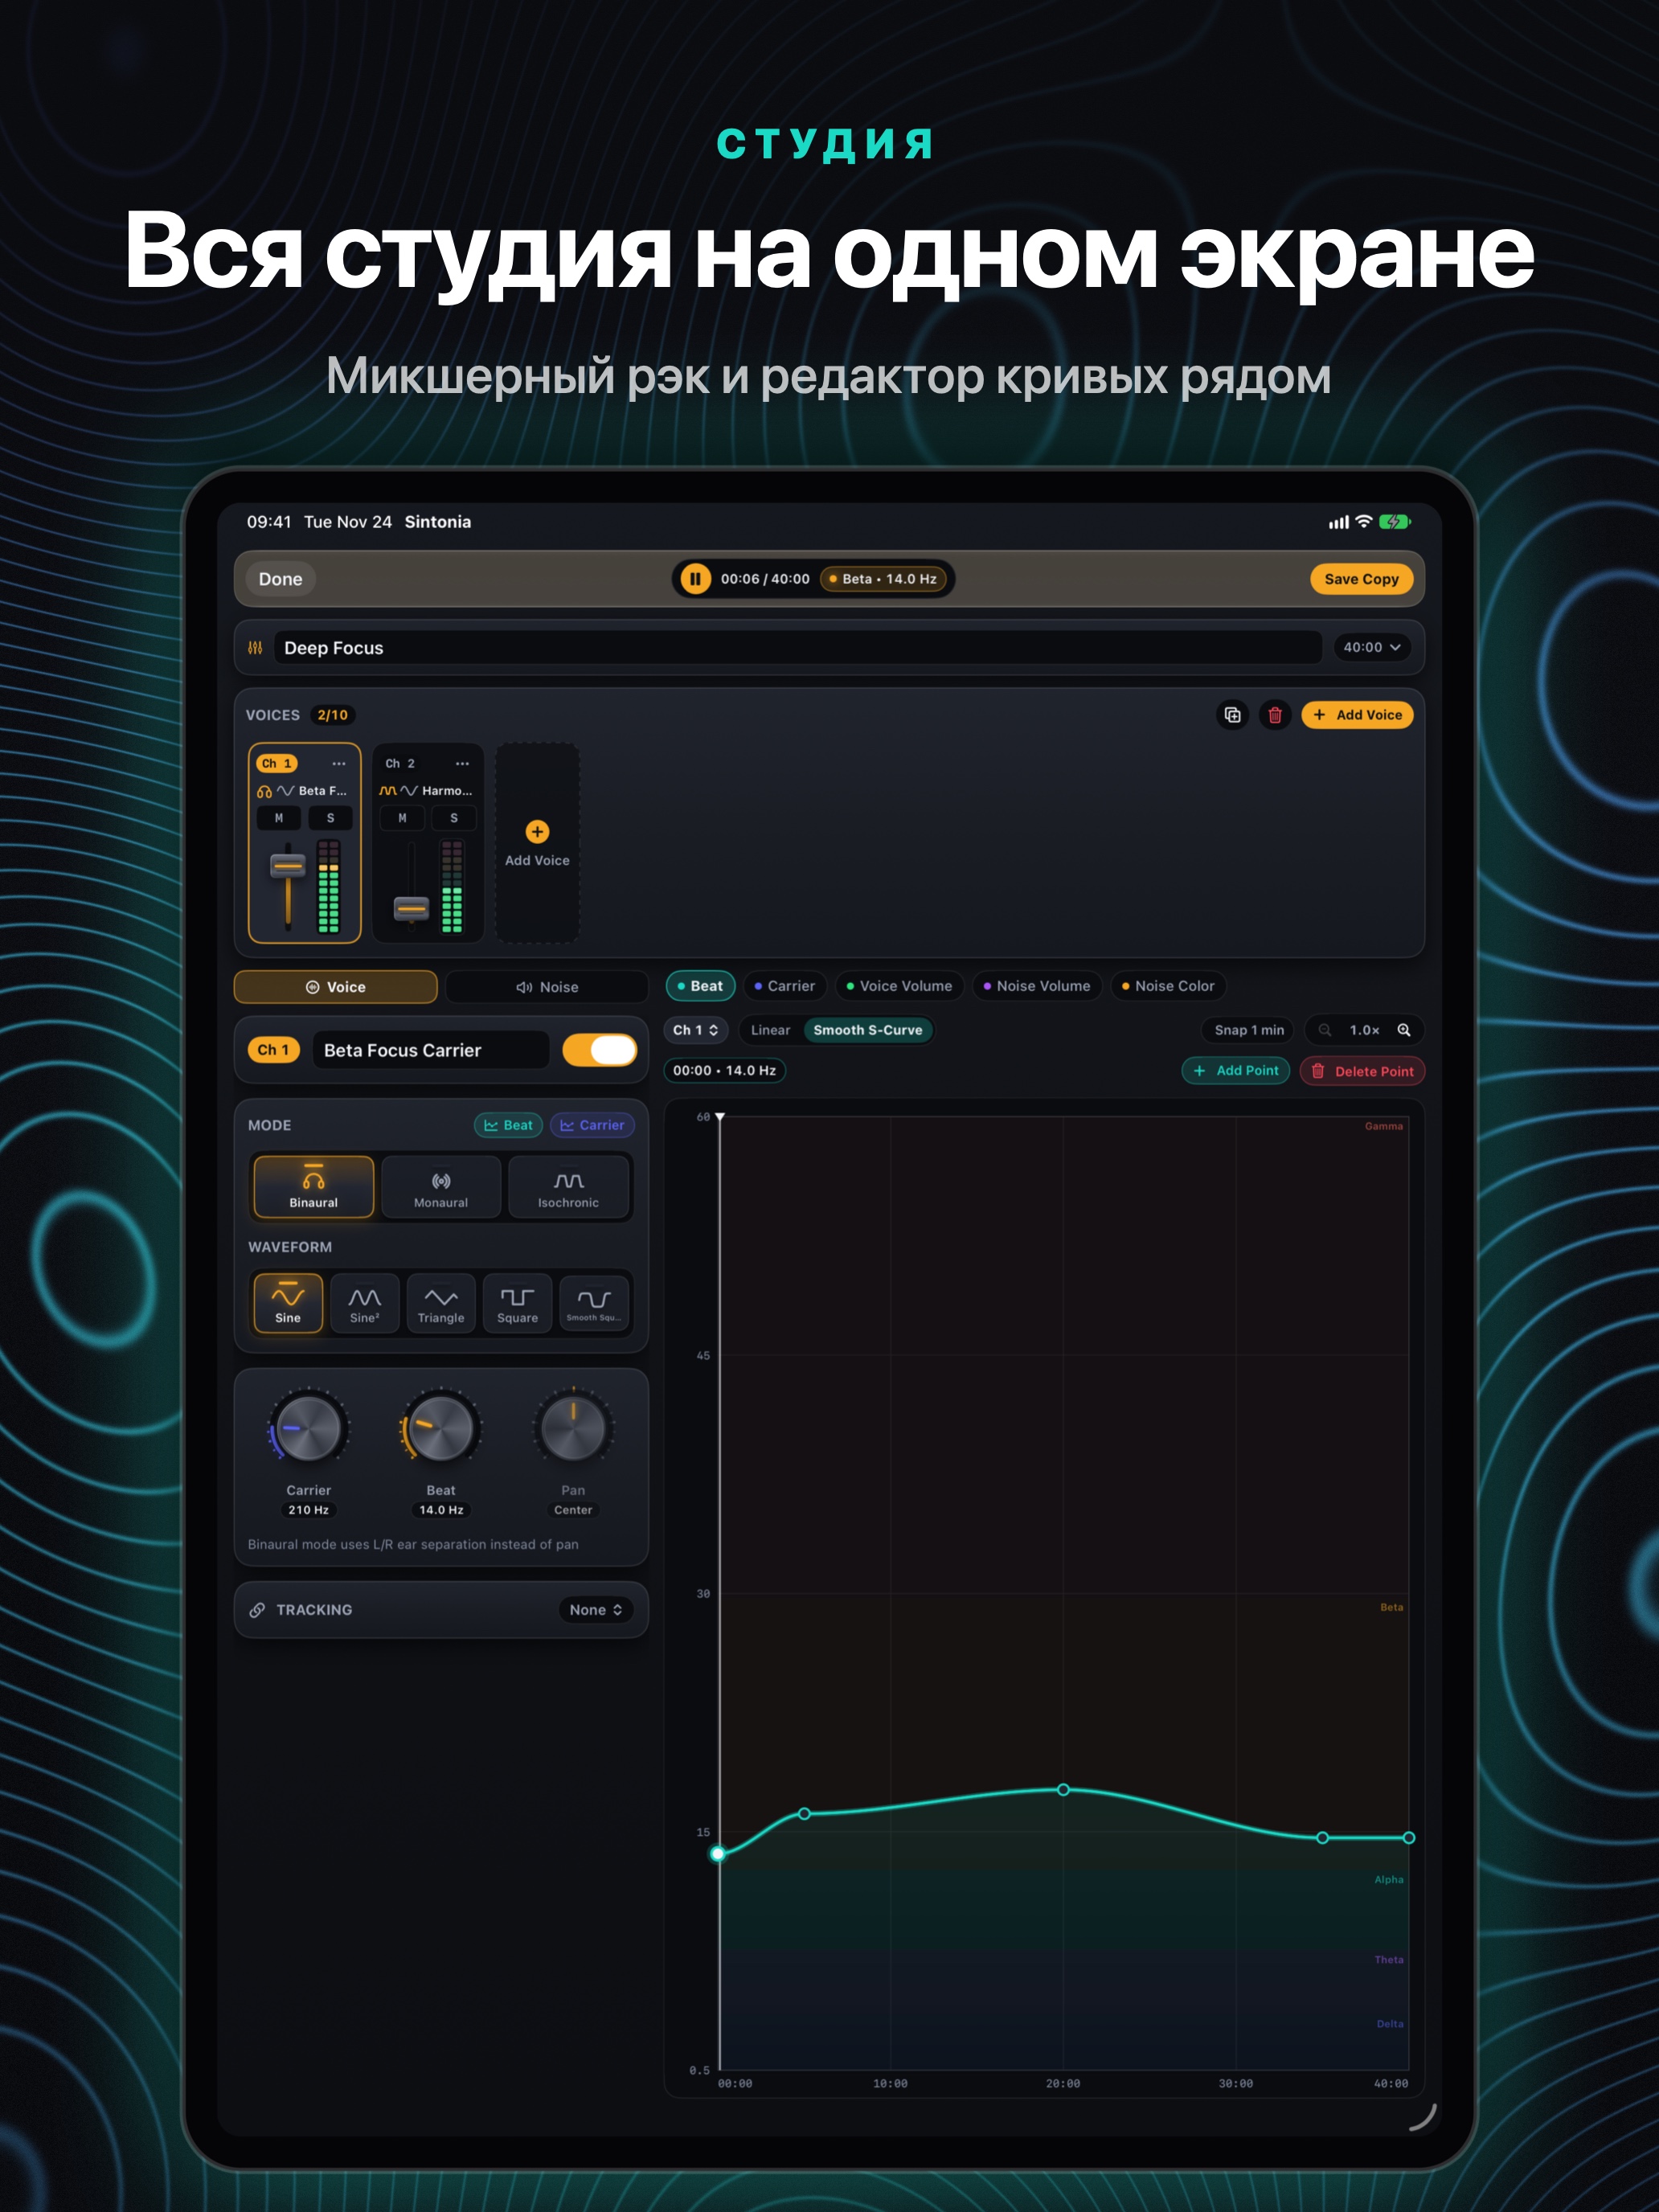 СТУДИЯ
Вся студия на одном экране
Микшерный рэк и редактор кривых рядом
09:41 Tue Nov 24 Sintonia
Done 00:06 / 40:00 Beta • 14.0 Hz Save Copy
Deep Focus 40:00
VOICES 2/10 + Add Voice
Ch 1 ... Ch 2 ...
Beta F... Harmo...
M S M S
Add Voice
Voice Noise Beat Carrier Voice Volume Noise Volume Noise Color
Ch 1 Linear Smooth S-Curve Snap 1 min 1.0×
Ch 1 Beta Focus Carrier
00:00 • 14.0 Hz + Add Point Delete Point
MODE Beat Carrier
Binaural Monaural Isochronic
WAVEFORM
Sine Sine² Triangle Square Smooth Squ...
Carrier Beat Pan
210 Hz 14.0 Hz Center
Binaural mode uses L/R ear separation instead of pan
TRACKING None
60 Gamma
45
30 Beta
15
Alpha
Theta
Delta
0.5
00:00 10:00 20:00 30:00 40:00